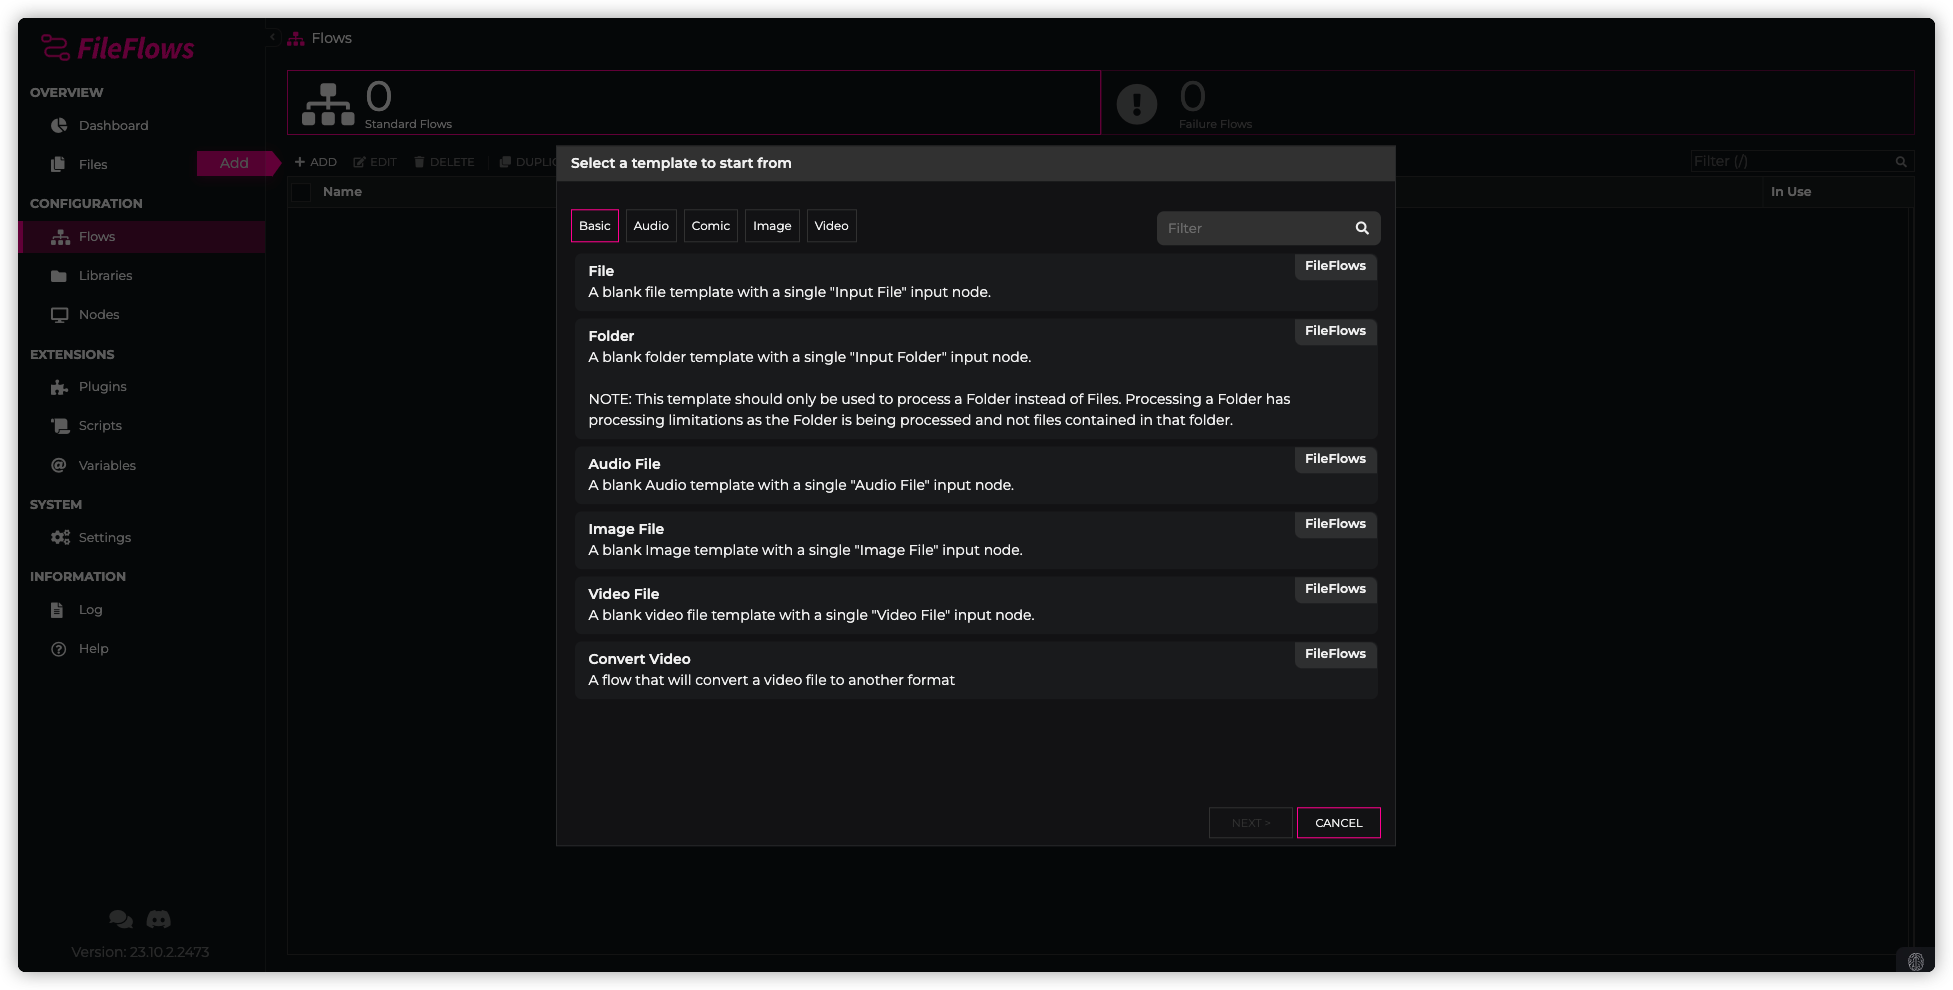 FileFlows
OVERVIEW
Dashboard
Files
Add
CONFIGURATION
Flows
Libraries
Nodes
EXTENSIONS
Plugins
Scripts
Variables
SYSTEM
Settings
INFORMATION
Log
Help
Version: 23.10.2.2473
Flows
0
Standard Flows
0
Failure Flows
ADD EDIT DELETE DUPLIC
Filter (/)
Name
In Use
Select a template to start from
Basic Audio Comic Image Video
Filter
File
FileFlows
A blank file template with a single "Input File" input node.
Folder
FileFlows
A blank folder template with a single "Input Folder" input node.
NOTE: This template should only be used to process a Folder instead of Files. Processing a Folder has
processing limitations as the Folder is being processed and not files contained in that folder.
Audio File
FileFlows
A blank Audio template with a single "Audio File" input node.
Image File
FileFlows
A blank Image template with a single "Image File" input node.
Video File
FileFlows
A blank video file template with a single "Video File" input node.
Convert Video
FileFlows
A flow that will convert a video file to another format
NEXT >
CANCEL